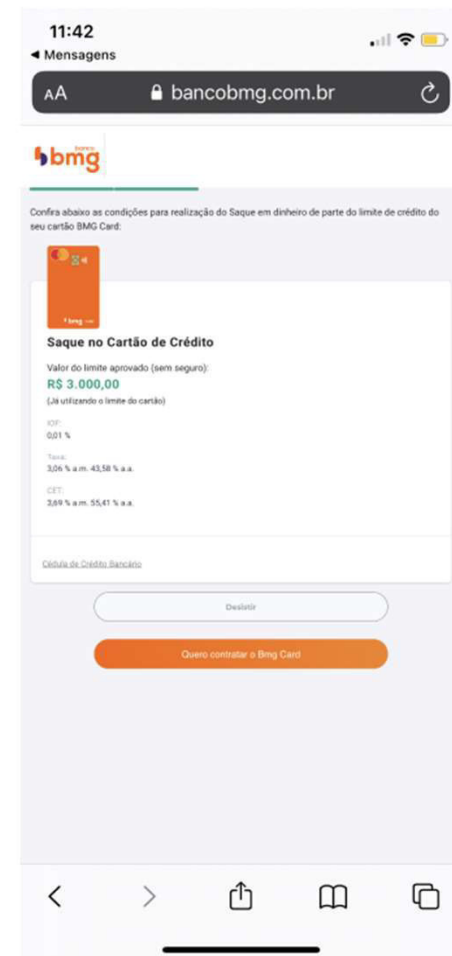 11:42
Mensagens
AA bancobmg.com.br
banco
bmg
Confira abaixo as condições para realização do Saque em dinheiro de parte do limite de crédito do
seu cartão BMG Card:
bmg
Saque no Cartão de Crédito
Valor do limite aprovado (sem seguro):
R$ 3.000,00
(Já utilizando o limite do cartão)
IOF:
0,01 %
Taxa:
3,06 % a.m. 43,58 % a.a.
CET:
3,69 % a.m. 55,41 % a.a.
Cédula de Crédito Bancário
Desistir
Quero contratar o Bmg Card